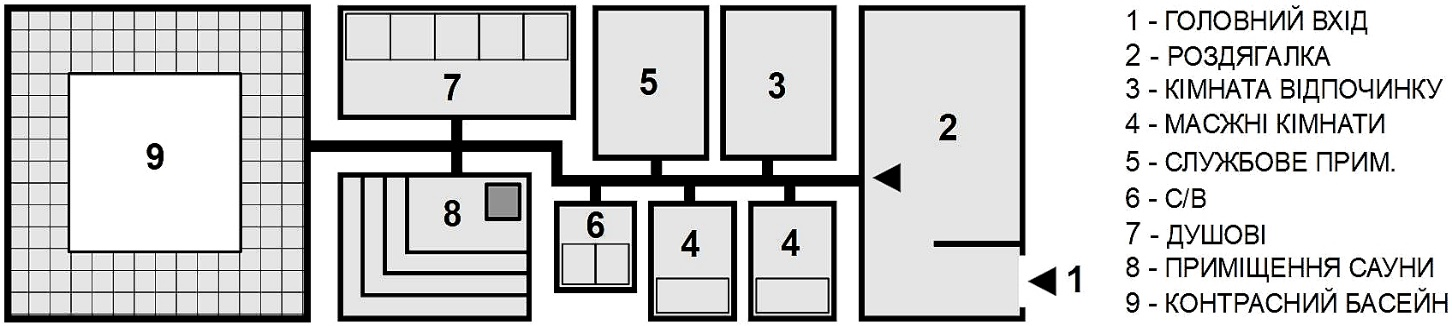 9
7
8
5
3
2
6
4
4
1
1 - ГОЛОВНИЙ ВХІД
2 - РОЗДЯГАЛКА
3 - КІМНАТА ВІДПОЧИНКУ
4 - МАСЖНІ КІМНАТИ
5 - СЛУЖБОВЕ ПРИМ.
6 - С/В
7 - ДУШОВІ
8 - ПРИМІЩЕННЯ САУНИ
9 - КОНТРАСНИЙ БАСЕЙН